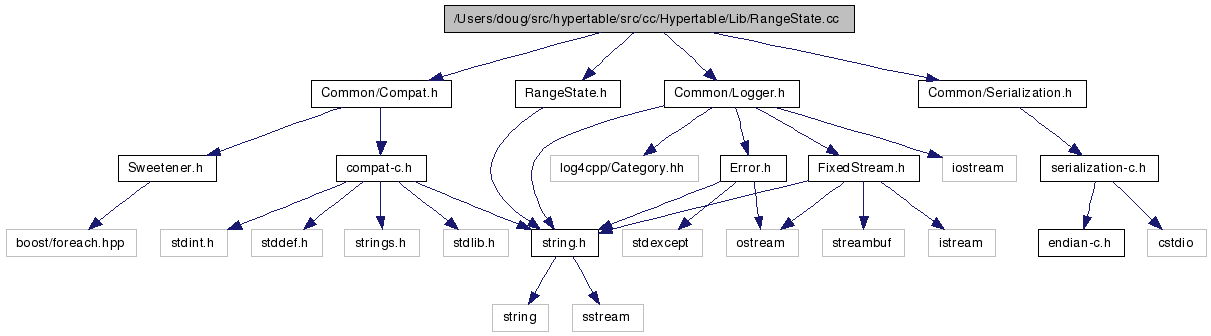 /Users/doug/src/hypertable/src/cc/Hypertable/Lib/RangeState.cc
Common/Compat.h
RangeState.h
Common/Logger.h
Common/Serialization.h
Sweetener.h
compat-c.h
log4cpp/Category.hh
Error.h
FixedStream.h
iostream
serialization-c.h
boost/foreach.hpp
stdint.h
stddef.h
strings.h
stdlib.h
string.h
stdexcept
ostream
streambuf
istream
endian-c.h
cstdio
string
sstream